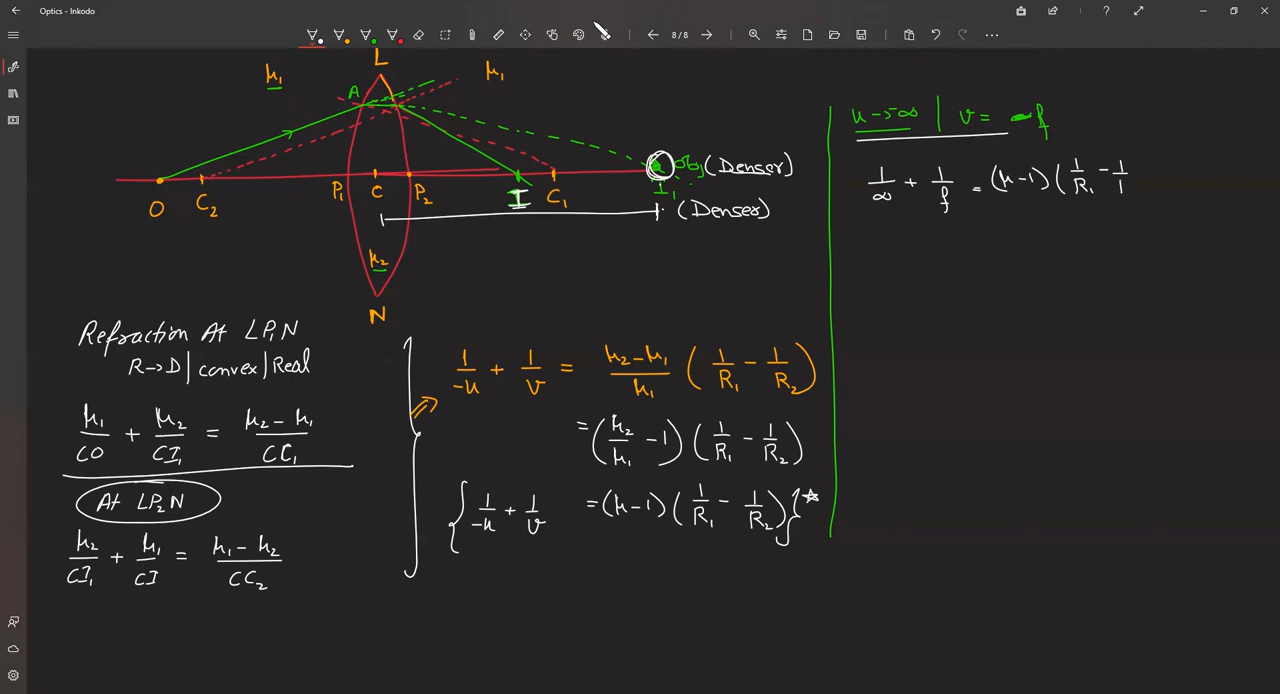 Optics - Inkodo
8/8
L
μ₁
μ₁
A
Obj (Denser)
O
C₂
P₁
C
P₂
I
C₁
I₁
(Denser)
μ₂
N
Refraction At LP₁N
R→D | convex | Real
μ₁/CO + μ₂/CI₁ = μ₂ - μ₁/CC₁
At LP₂N
μ₂/CI₁ + μ₁/CI = μ₁ - μ₂/CC₂
1/-u + 1/v = μ₂-μ₁/μ₁ (1/R₁ - 1/R₂)
= (μ₂/μ₁ - 1) (1/R₁ - 1/R₂)
{ 1/-u + 1/v = (μ-1) (1/R₁ - 1/R₂) }*
u→∞ | v = f
1/∞ + 1/f = (μ-1) (1/R₁ - 1/1